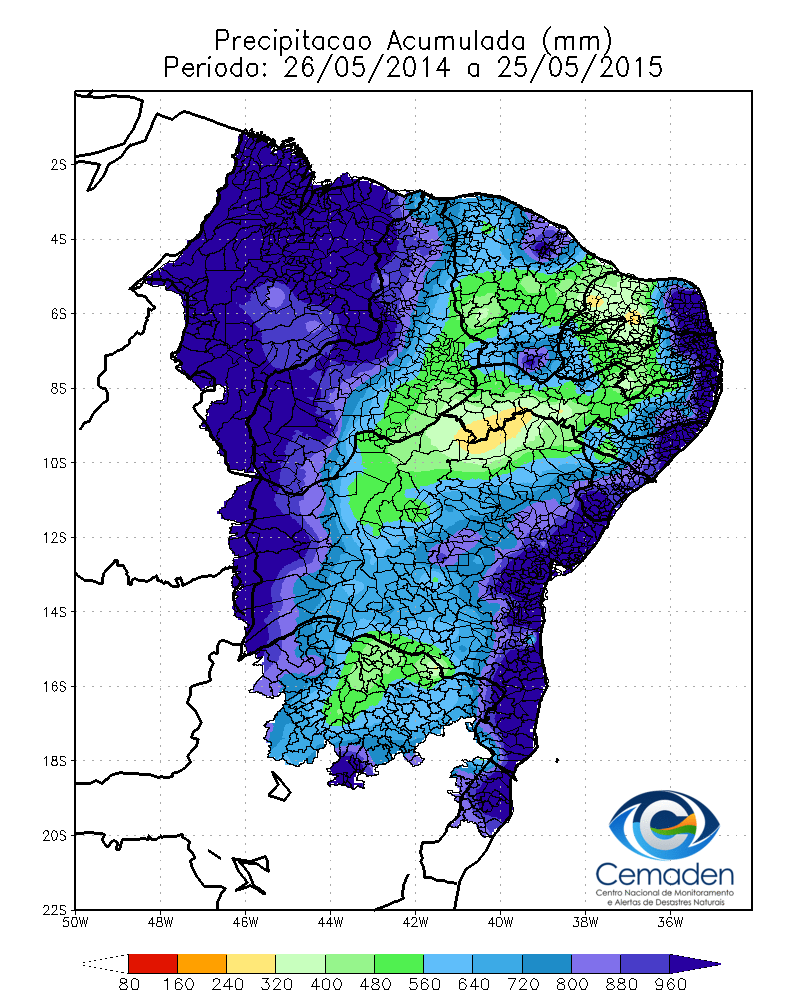 Precipitacao Acumulada (mm)
Periodo: 26/05/2014 a 25/05/2015
2S
4S
6S
8S
10S
12S
14S
16S
18S
20S
22S
50W 48W 46W 44W 42W 40W 38W 36W
Cemaden
Centro Nacional de Monitoramento
e Alertas de Desastres Naturais
80 160 240 320 400 480 560 640 720 800 880 960